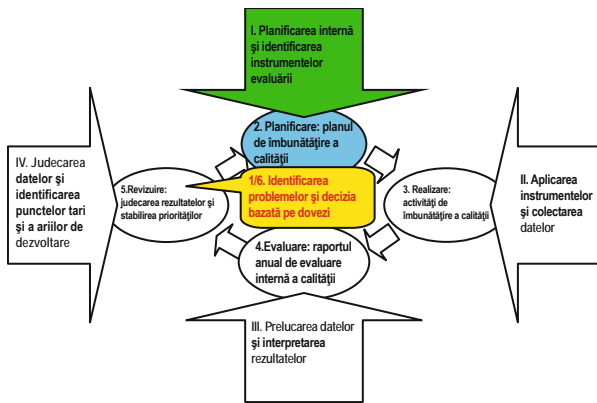 I. Planificarea internă
şi identificarea
instrumentelor
evaluării
2. Planificare: planul
de îmbunătăţire a
calităţii
IV. Judecarea
datelor şi
identificarea
punctelor tari
şi a ariilor de
dezvoltare
5.Revizuire:
judecarea rezultatelor şi
stabilirea priorităţilor
1/6. Identificarea
problemelor şi decizia
bazată pe dovezi
3. Realizare:
activităţi de
îmbunătăţire a calităţii
II. Aplicarea
instrumentelor
şi colectarea
datelor
4.Evaluare: raportul
anual de evaluare
internă a calităţii
III. Prelucarea datelor
şi interpretarea
rezultatelor